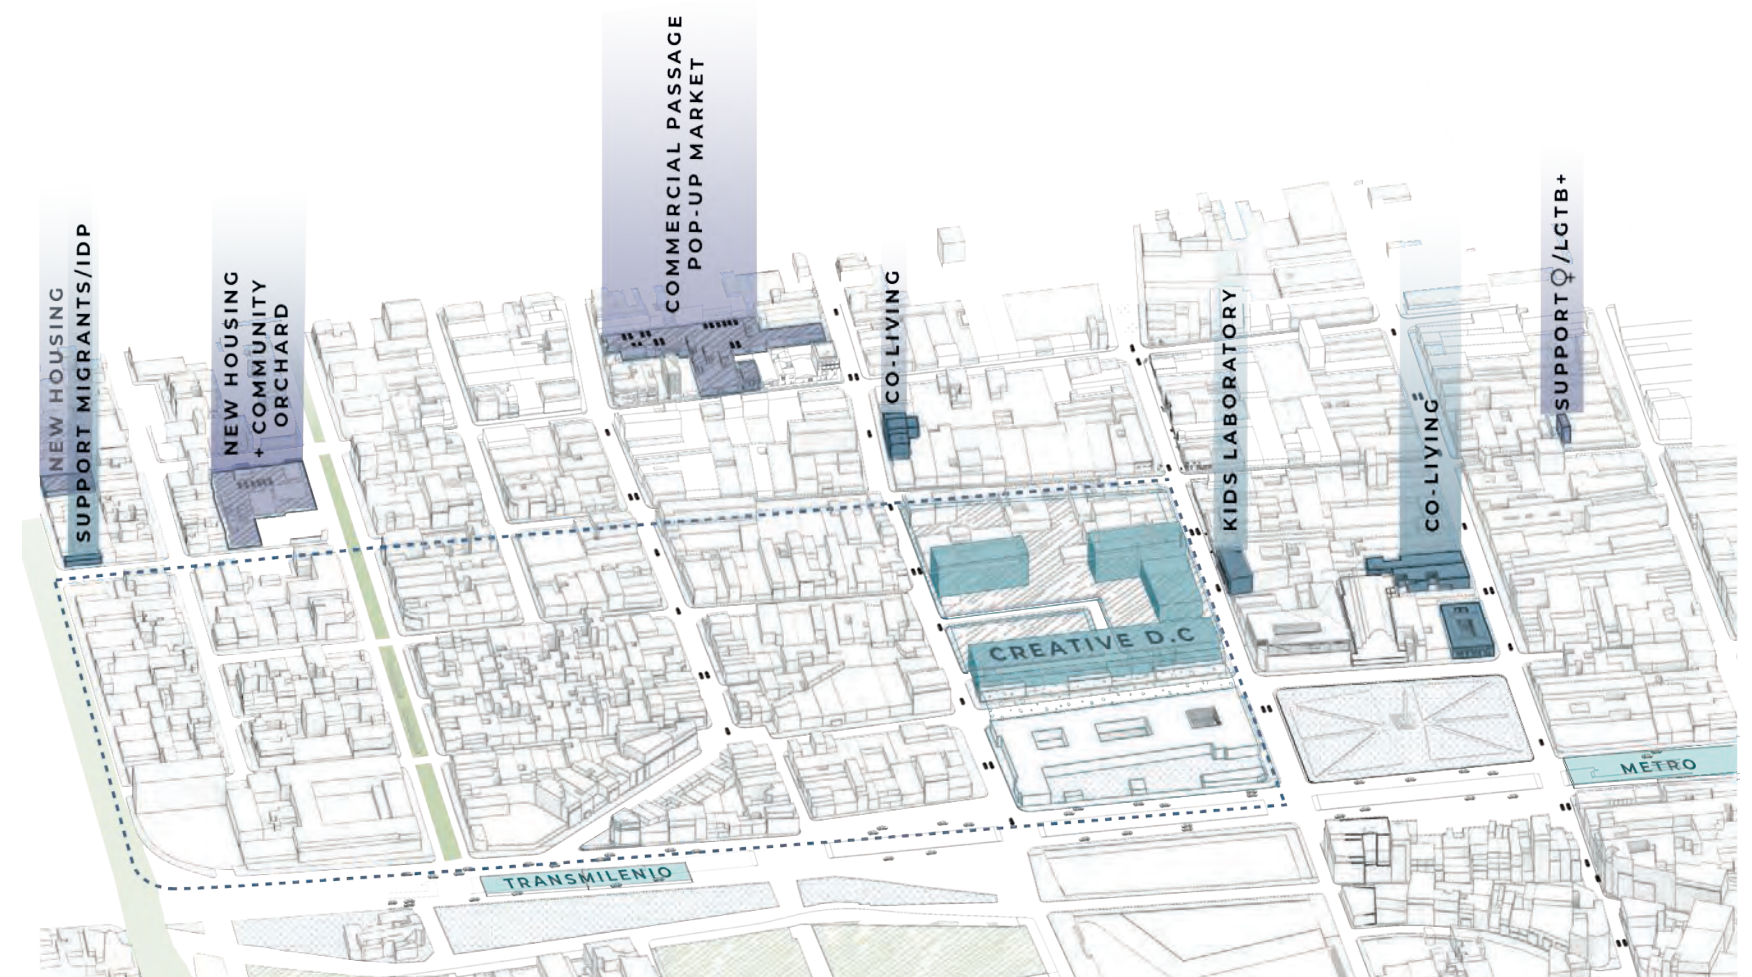 NEW HOUSING
SUPPORT MIGRANTS/IDP
NEW HOUSING
+ COMMUNITY
ORCHARD
COMMERCIAL PASSAGE
POP-UP MARKET
CO-LIVING
KIDS LABORATORY
CO-LIVING
SUPPORT♀/LGTB+
CREATIVE D.C
METRO
TRANSMILENIO